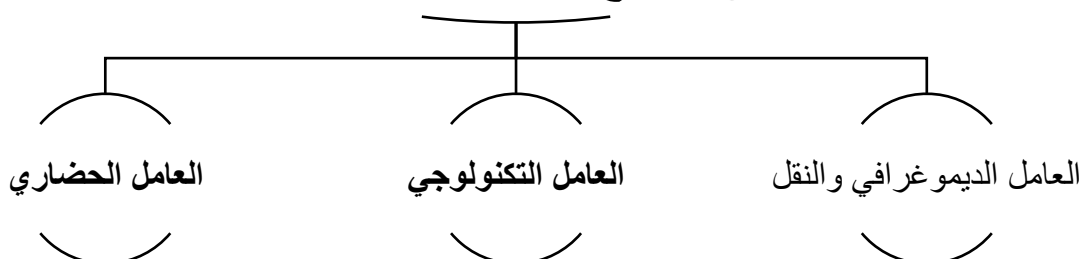 العامل الديموغرافي والنقل
العامل التكنولوجي
العامل الحضاري